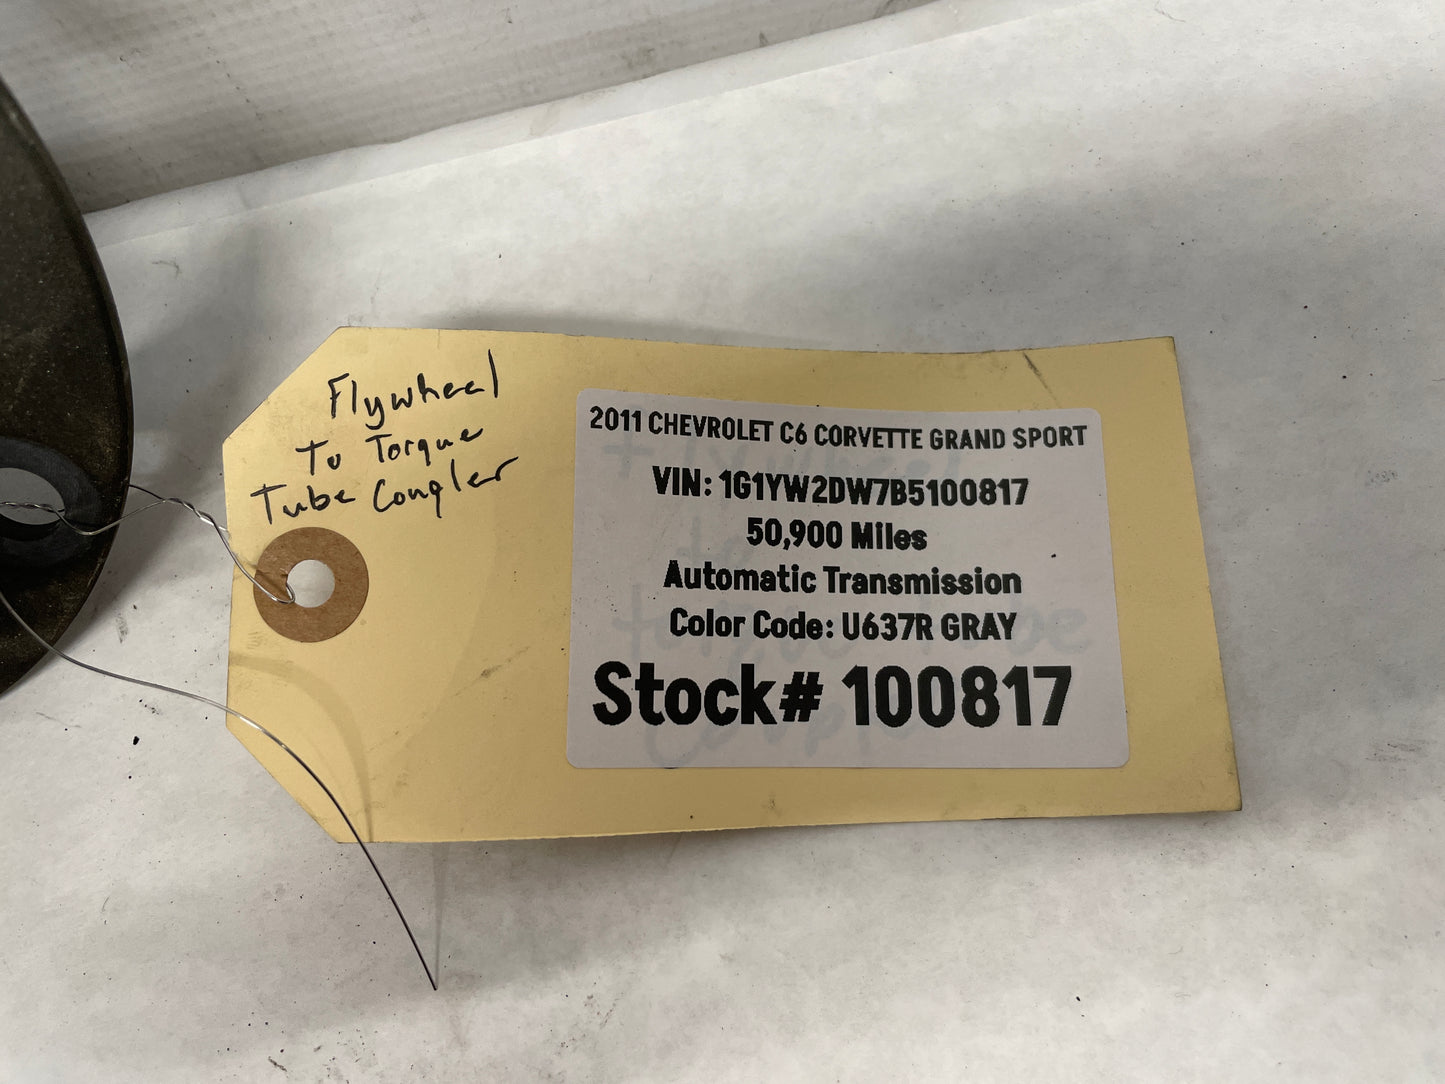 Flywheel
To Torque
Tube Coupler
2011 CHEVROLET C6 CORVETTE GRAND SPORT
VIN: 1G1YW2DW7B5100817
50,900 Miles
Automatic Transmission
Color Code: U637R GRAY
Stock# 100817